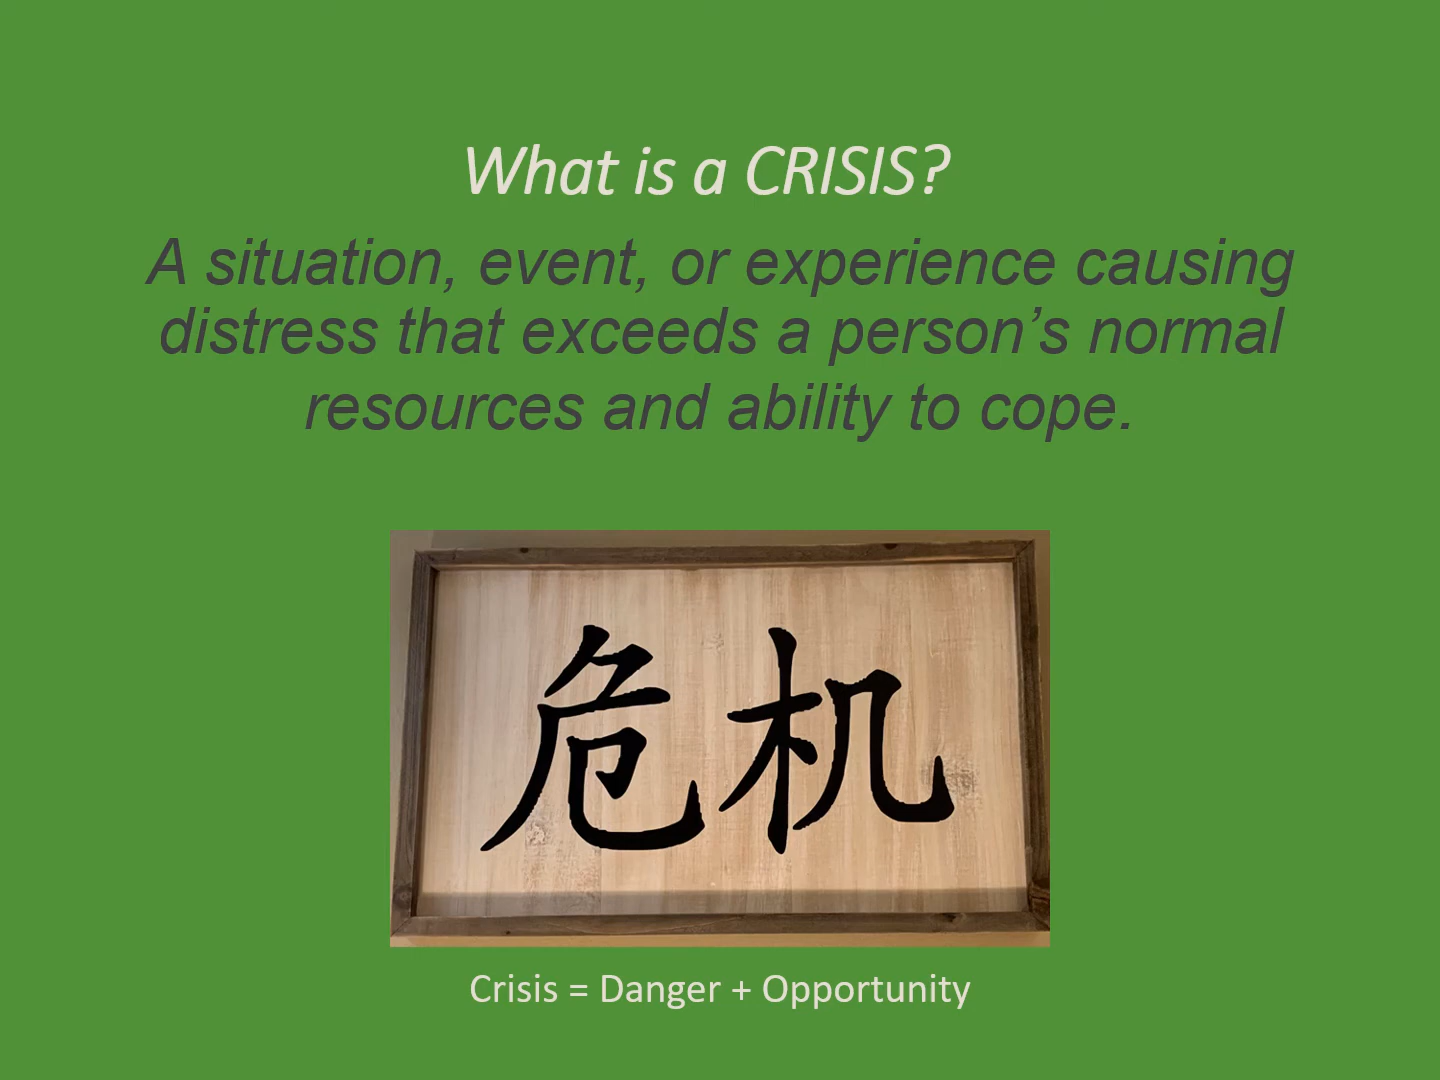 What is a CRISIS?
A situation, event, or experience causing
distress that exceeds a person’s normal
resources and ability to cope.
危机
Crisis = Danger + Opportunity